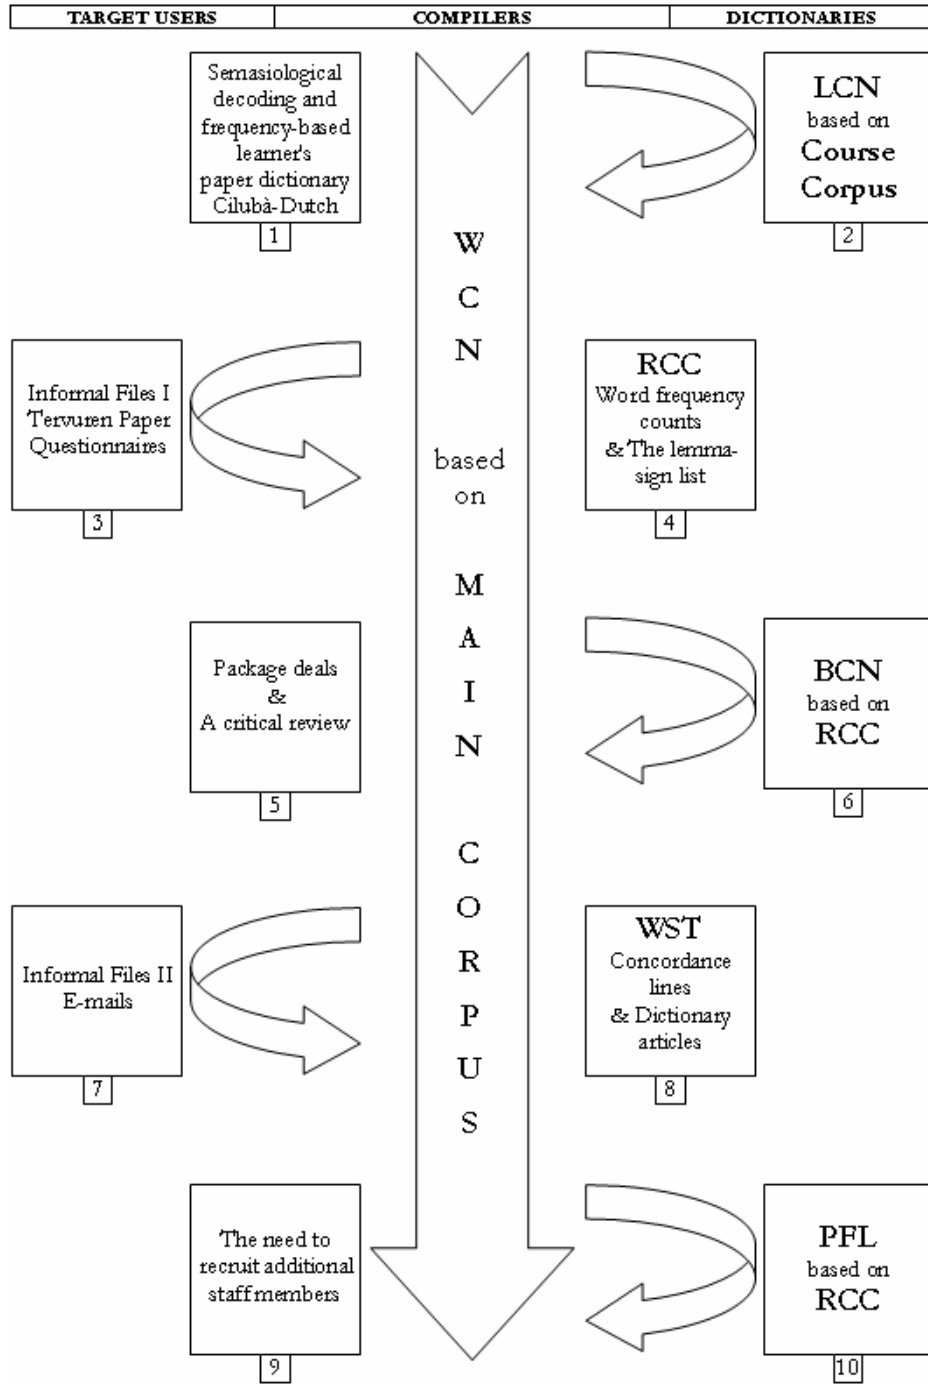 TARGET USERS
COMPILERS
DICTIONARIES
Semasiological
decoding and
frequency-based
learner's
paper dictionary
Cilubà-Dutch
1
LCN
based on
Course
Corpus
2
Informal Files I
Tervuren Paper
Questionnaires
3
RCC
Word frequency
counts
& The lemma-
sign list
4
Package deals
&
A critical review
5
BCN
based on
RCC
6
Informal Files II
E-mails
7
WST
Concordance
lines
& Dictionary
articles
8
The need to
recruit additional
staff members
9
PFL
based on
RCC
10
W
C
N
based
on
M
A
I
N
C
O
R
P
U
S